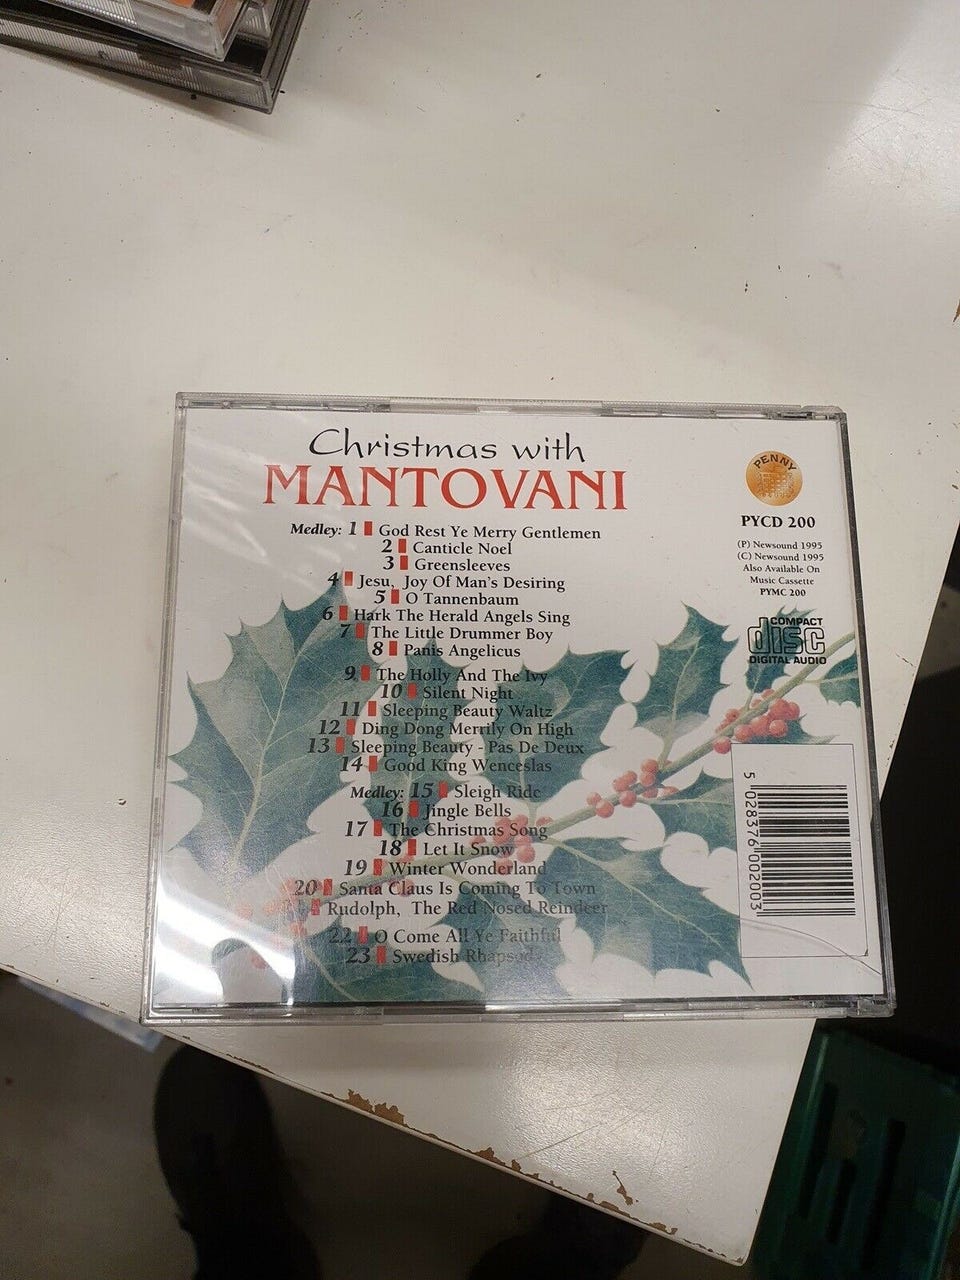 Christmas with
MANTOVANI
Medley: 1 God Rest Ye Merry Gentlemen
2 Canticle Noel
3 Greensleeves
4 Jesu, Joy Of Man's Desiring
5 O Tannenbaum
6 Hark The Herald Angels Sing
7 The Little Drummer Boy
8 Panis Angelicus
9 The Holly And The Ivy
10 Silent Night
11 Sleeping Beauty Waltz
12 Ding Dong Merrily On High
13 Sleeping Beauty - Pas De Deux
14 Good King Wenceslas
Medley: 15 Sleigh Ride
16 Jingle Bells
17 The Christmas Song
18 Let It Snow
19 Winter Wonderland
20 Santa Claus Is Coming To Town
Rudolph, The Red Nosed Reindeer
22 O Come All Ye Faithful
23 Swedish Rhapsody
PENNY
PYCD 200
(P) Newsound 1995
(C) Newsound 1995
Also Available On
Music Cassette
PYMC 200
COMPACT
disc
DIGITAL AUDIO
5 028376 002003